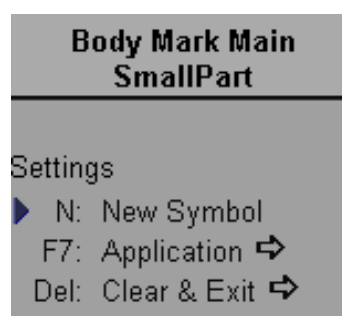 Body Mark Main
SmallPart
Settings
N: New Symbol
F7: Application ⇨
Del: Clear & Exit ⇨